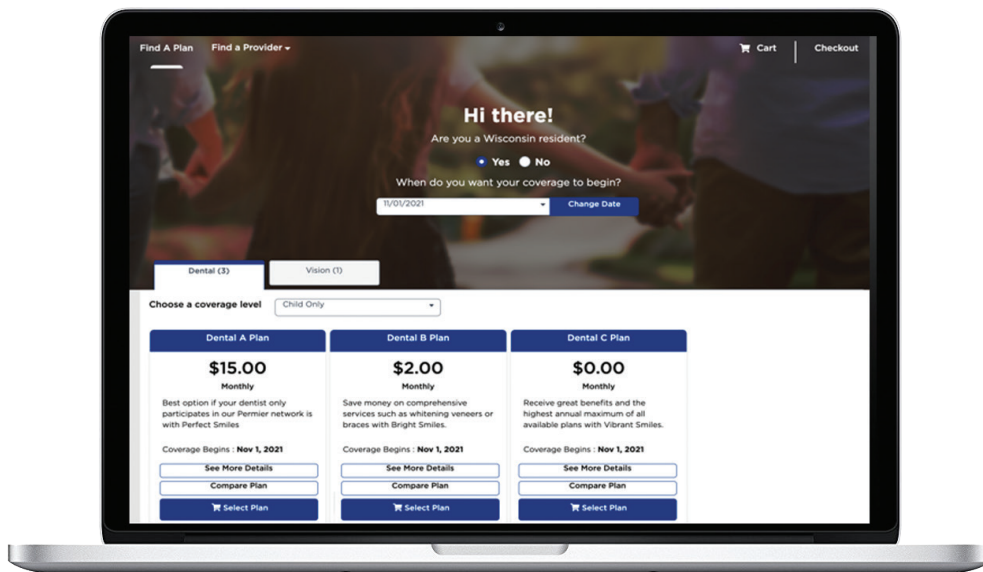 Find A Plan Find a Provider
Cart Checkout
Hi there!
Are you a Wisconsin resident?
Yes No
When do you want your coverage to begin?
11/01/2021 Change Date
Dental (3) Vision (1)
Choose a coverage level Child Only
Dental A Plan
$15.00
Monthly
Best option if your dentist only
participates in our Permier network is
with Perfect Smiles
Coverage Begins : Nov 1, 2021
See More Details
Compare Plan
Select Plan
Dental B Plan
$2.00
Monthly
Save money on comprehensive
services such as whitening veneers or
braces with Bright Smiles.
Coverage Begins : Nov 1, 2021
See More Details
Compare Plan
Select Plan
Dental C Plan
$0.00
Monthly
Receive great benefits and the
highest annual maximum of all
available plans with Vibrant Smiles.
Coverage Begins : Nov 1, 2021
See More Details
Compare Plan
Select Plan